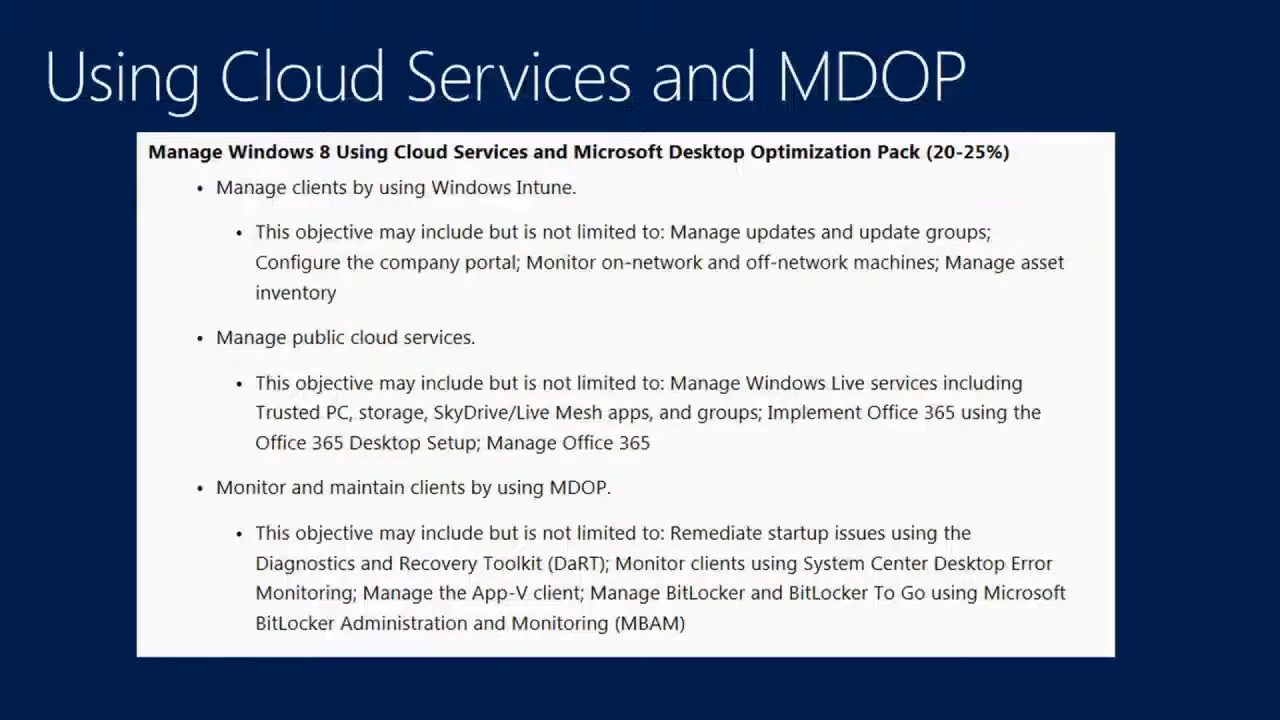 Using Cloud Services and MDOP
Manage Windows 8 Using Cloud Services and Microsoft Desktop Optimization Pack (20-25%)
• Manage clients by using Windows Intune.
• This objective may include but is not limited to: Manage updates and update groups;
Configure the company portal; Monitor on-network and off-network machines; Manage asset
inventory
• Manage public cloud services.
• This objective may include but is not limited to: Manage Windows Live services including
Trusted PC, storage, SkyDrive/Live Mesh apps, and groups; Implement Office 365 using the
Office 365 Desktop Setup; Manage Office 365
• Monitor and maintain clients by using MDOP.
• This objective may include but is not limited to: Remediate startup issues using the
Diagnostics and Recovery Toolkit (DaRT); Monitor clients using System Center Desktop Error
Monitoring; Manage the App-V client; Manage BitLocker and BitLocker To Go using Microsoft
BitLocker Administration and Monitoring (MBAM)